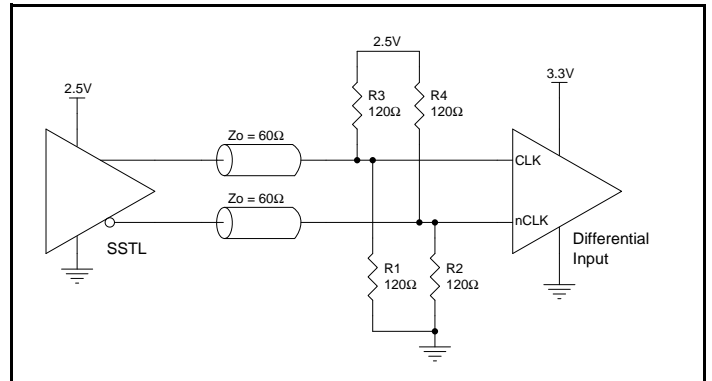 2.5V
3.3V
2.5V
R3
120Ω
R4
120Ω
Zo = 60Ω
CLK
Zo = 60Ω
nCLK
SSTL
Differential
Input
R1
120Ω
R2
120Ω